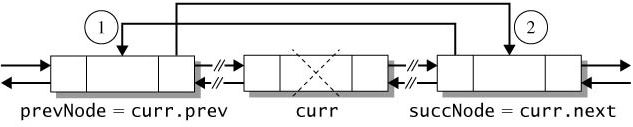 1
2
prevNode = curr.prev
curr
succNode = curr.next